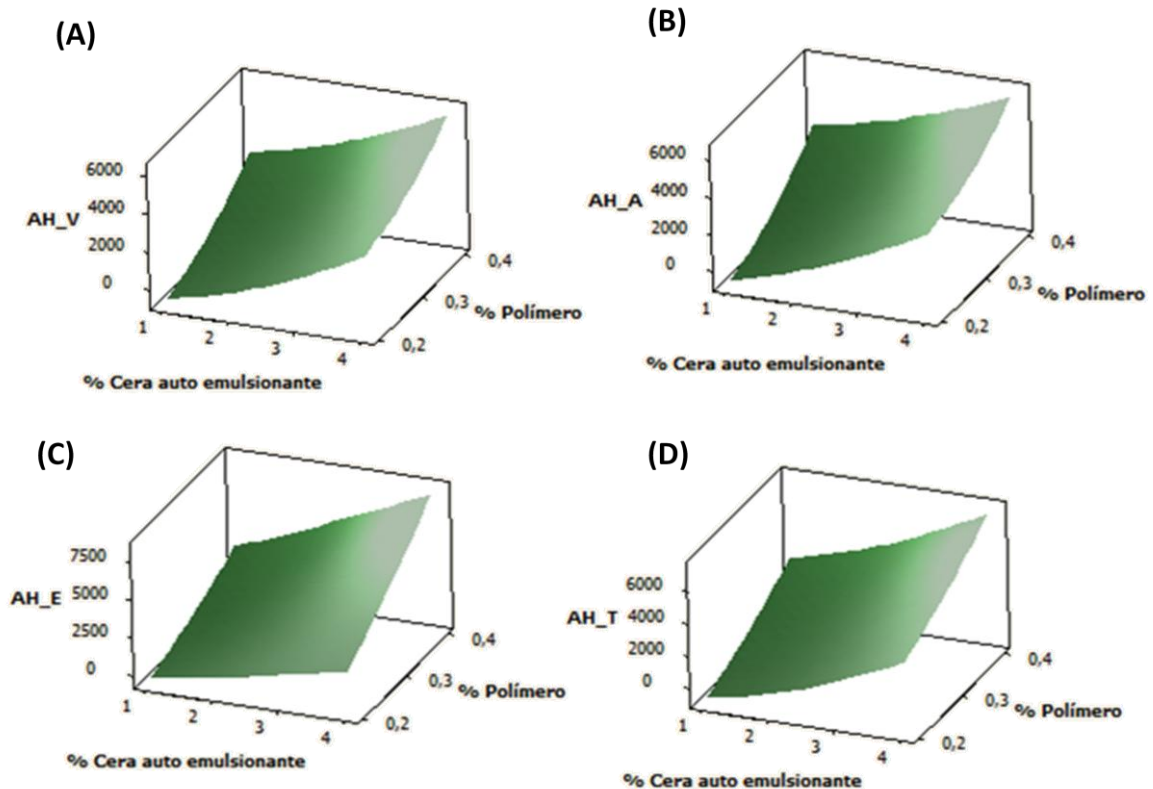 (A)
6000
4000
AH_V
2000
0
1
2
3
4
0,2
0,3
0,4
% Polímero
% Cera auto emulsionante
(B)
6000
4000
AH_A
2000
0
1
2
3
4
0,2
0,3
0,4
% Polímero
% Cera auto emulsionante
(C)
7500
5000
AH_E
2500
0
1
2
3
4
0,2
0,3
0,4
% Polímero
% Cera auto emulsionante
(D)
6000
4000
AH_T
2000
0
1
2
3
4
0,2
0,3
0,4
% Polímero
% Cera auto emulsionante